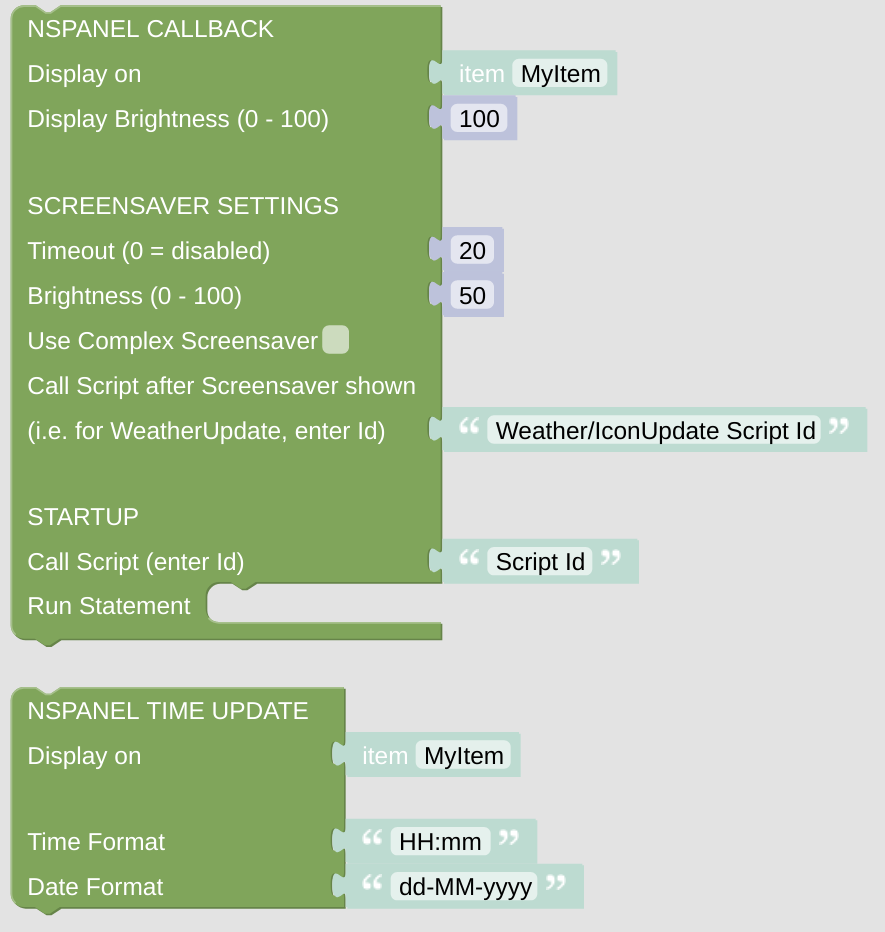 NSPANEL CALLBACK
Display on item MyItem
Display Brightness (0 - 100) 100
SCREENSAVER SETTINGS
Timeout (0 = disabled) 20
Brightness (0 - 100) 50
Use Complex Screensaver
Call Script after Screensaver shown
(i.e. for WeatherUpdate, enter Id) “ Weather/IconUpdate Script Id ”
STARTUP
Call Script (enter Id) “ Script Id ”
Run Statement
NSPANEL TIME UPDATE
Display on item MyItem
Time Format “ HH:mm ”
Date Format “ dd-MM-yyyy ”